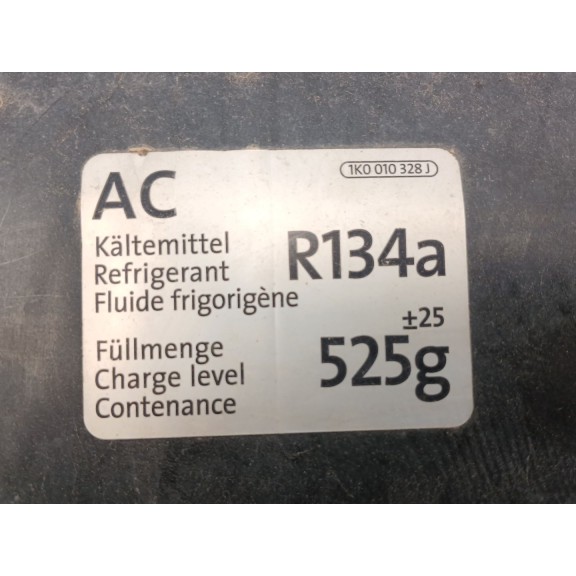 1K0 010 328 J
AC
Kältemittel
Refrigerant
Fluide frigorigène
R134a
Füllmenge
Charge level
Contenance
±25
525g